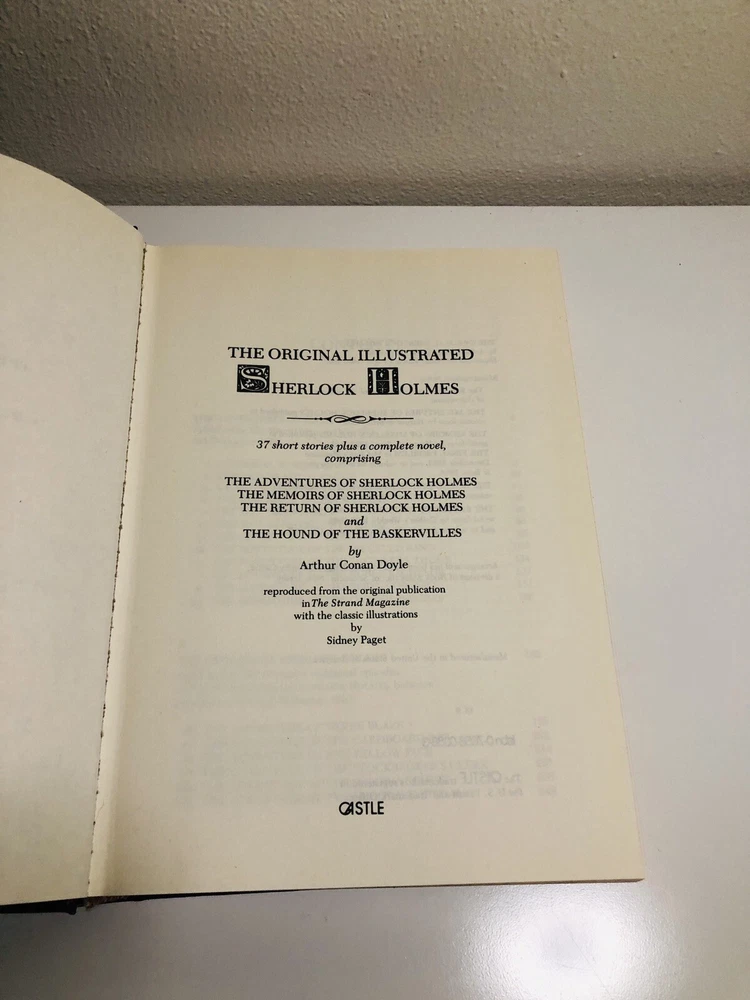 THE ORIGINAL ILLUSTRATED
SHERLOCK HOLMES
37 short stories plus a complete novel,
comprising
THE ADVENTURES OF SHERLOCK HOLMES
THE MEMOIRS OF SHERLOCK HOLMES
THE RETURN OF SHERLOCK HOLMES
and
THE HOUND OF THE BASKERVILLES
by
Arthur Conan Doyle
reproduced from the original publication
in The Strand Magazine
with the classic illustrations
by
Sidney Paget
CASTLE